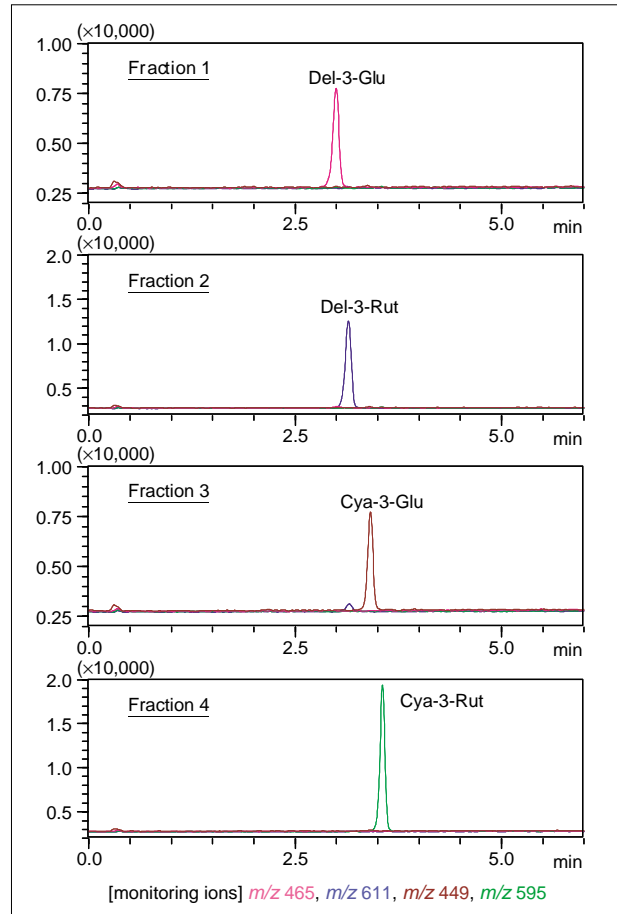 (×10,000)
1.00
Fraction 1
Del-3-Glu
0.75
0.50
0.25
0.0 2.5 5.0 min
(×10,000)
2.0
Fraction 2
Del-3-Rut
1.5
1.0
0.5
0.0 2.5 5.0 min
(×10,000)
1.00
Fraction 3
Cya-3-Glu
0.75
0.50
0.25
0.0 2.5 5.0 min
(×10,000)
2.0
Fraction 4
Cya-3-Rut
1.5
1.0
0.5
0.0 2.5 5.0 min
[monitoring ions] m/z 465, m/z 611, m/z 449, m/z 595